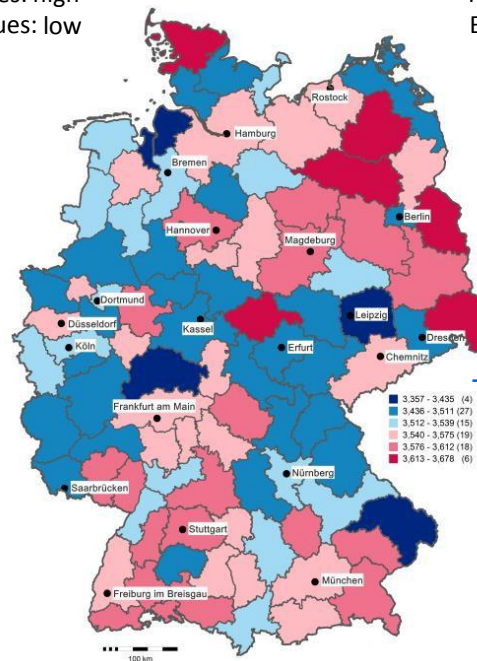 ues: low
Rostock
Hamburg
Bremen
Berlin
Hannover
Magdeburg
Dortmund
Düsseldorf
Kassel
Leipzig
Köln
Erfurt
Dresden
Chemnitz
3,357 - 3,435 (4)
3,436 - 3,511 (27)
3,512 - 3,539 (15)
3,540 - 3,575 (19)
3,576 - 3,612 (18)
3,613 - 3,678 (6)
Frankfurt am Main
Nürnberg
Saarbrücken
Stuttgart
München
Freiburg im Breisgau
100 km